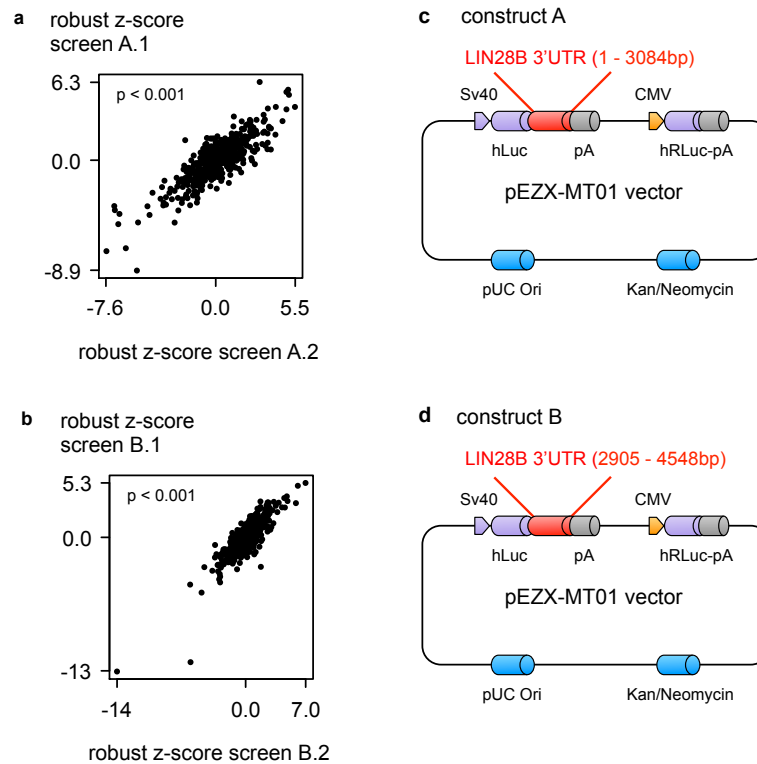 a robust z-score
screen A.1
6.3
p < 0.001
0.0
-8.9
-7.6 0.0 5.5
robust z-score screen A.2
b robust z-score
screen B.1
5.3
p < 0.001
0.0
-13
-14 0.0 7.0
robust z-score screen B.2
c construct A
LIN28B 3'UTR (1 - 3084bp)
Sv40 CMV
hLuc pA hRLuc-pA
pEZX-MT01 vector
pUC Ori Kan/Neomycin
d construct B
LIN28B 3'UTR (2905 - 4548bp)
Sv40 CMV
hLuc pA hRLuc-pA
pEZX-MT01 vector
pUC Ori Kan/Neomycin